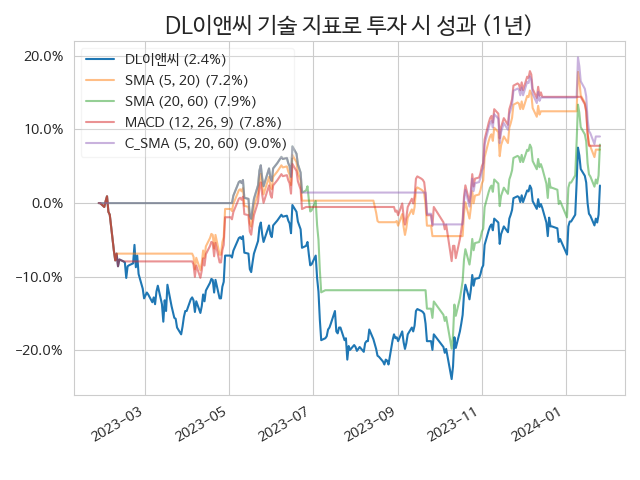 DL이앤씨 기술 지표로 투자 시 성과 (1년)
20.0%
10.0%
0.0%
−10.0%
−20.0%
DL이앤씨 (2.4%)
SMA (5, 20) (7.2%)
SMA (20, 60) (7.9%)
MACD (12, 26, 9) (7.8%)
C_SMA (5, 20, 60) (9.0%)
2023-03
2023-05
2023-07
2023-09
2023-11
2024-01